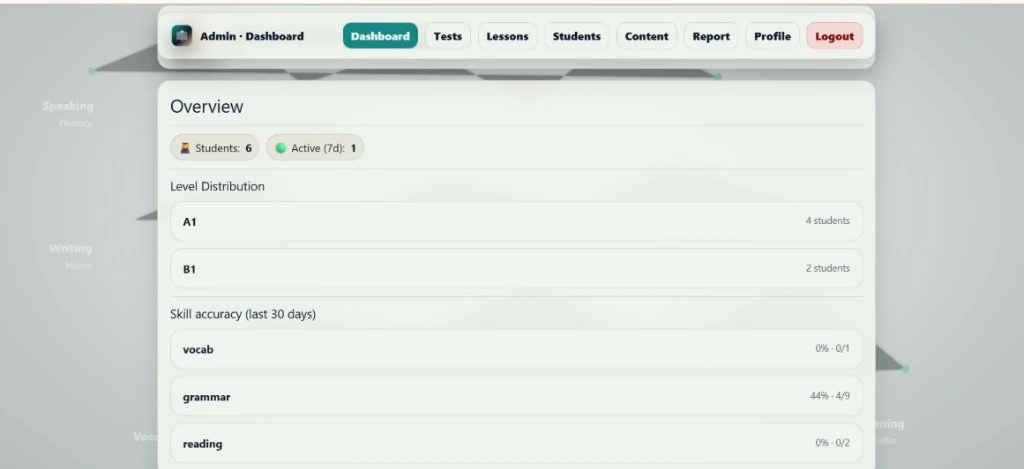 Admin · Dashboard
Dashboard
Tests
Lessons
Students
Content
Report
Profile
Logout
Speaking
Fluency
Writing
Notes
Overview
Students: 6
Active (7d): 1
Level Distribution
A1 4 students
B1 2 students
Skill accuracy (last 30 days)
vocab 0% · 0/1
grammar 44% · 4/9
reading 0% · 0/2